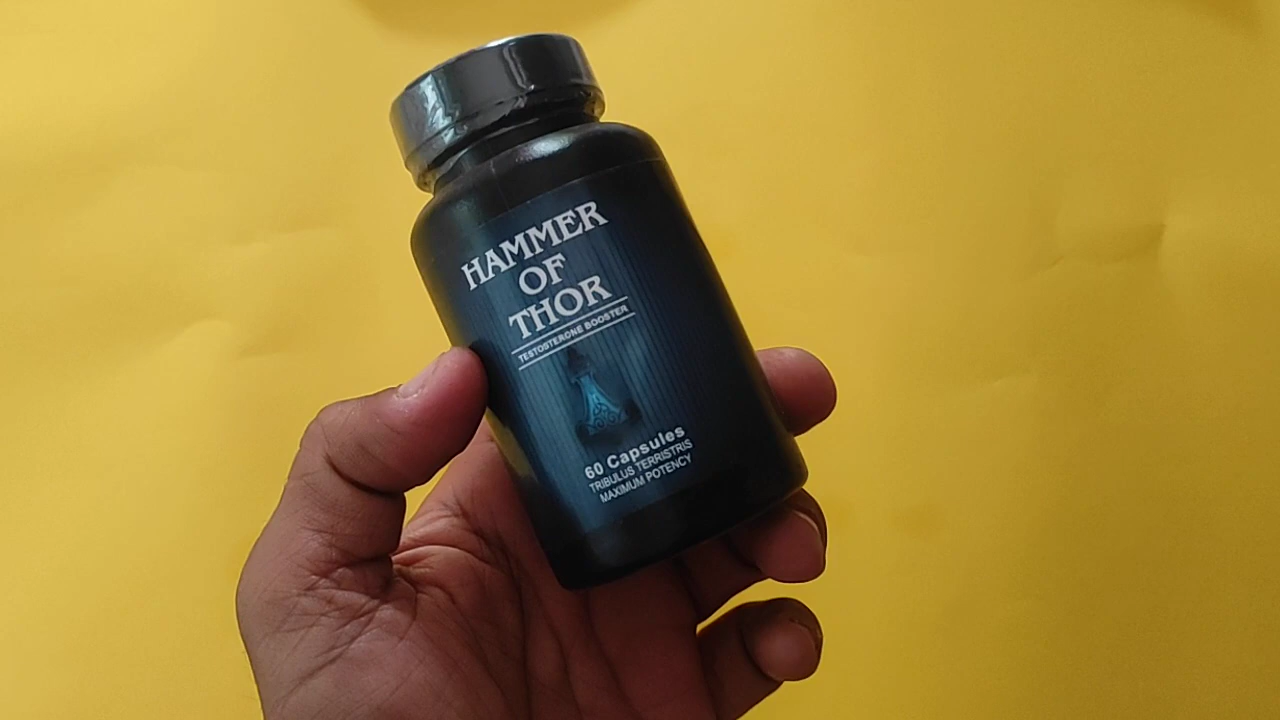 HAMMER
OF
THOR
TESTOSTERONE BOOSTER
60 Capsules
TRIBULUS TERRISTRIS
MAXIMUM POTENCY